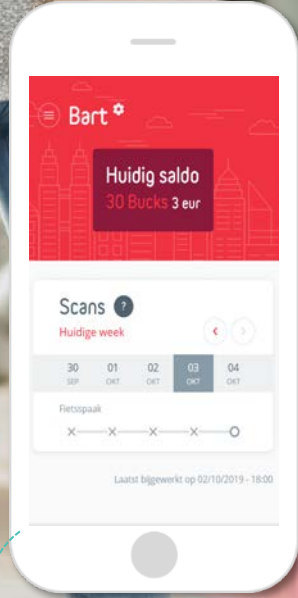 Bart
Huidig saldo
30 Bucks 3 eur
Scans ?
Huidige week
30 01 02 03 04
SEP OKT OKT OKT OKT
Fietsspaak
Laatst bijgewerkt op 02/10/2019 - 18:00